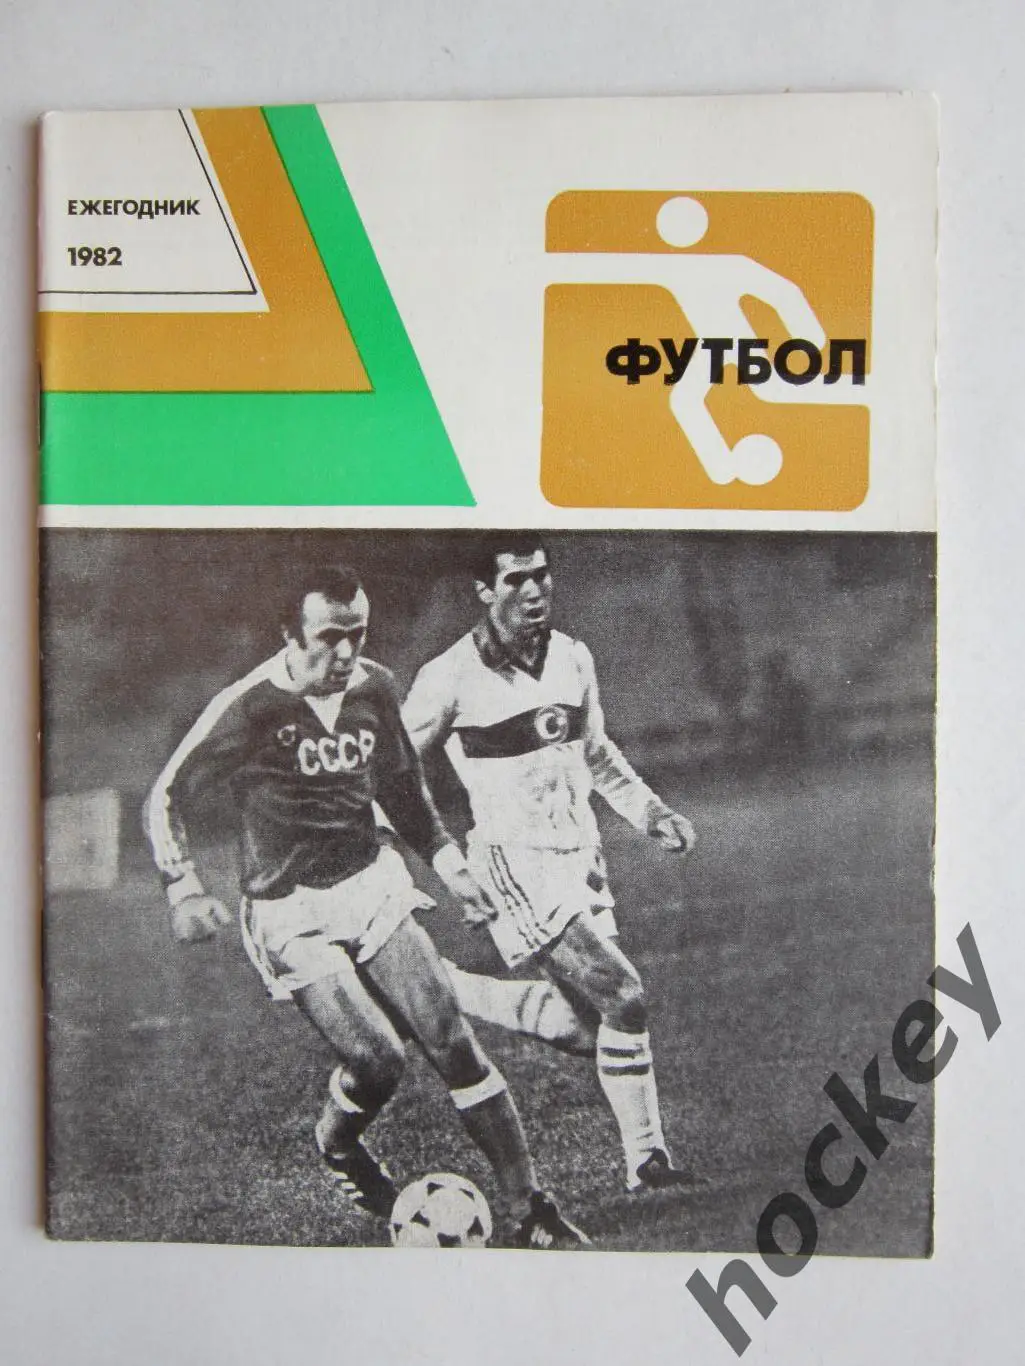 ЕЖЕГОДНИК
1982
ФУТБОЛ
СССР
hockey